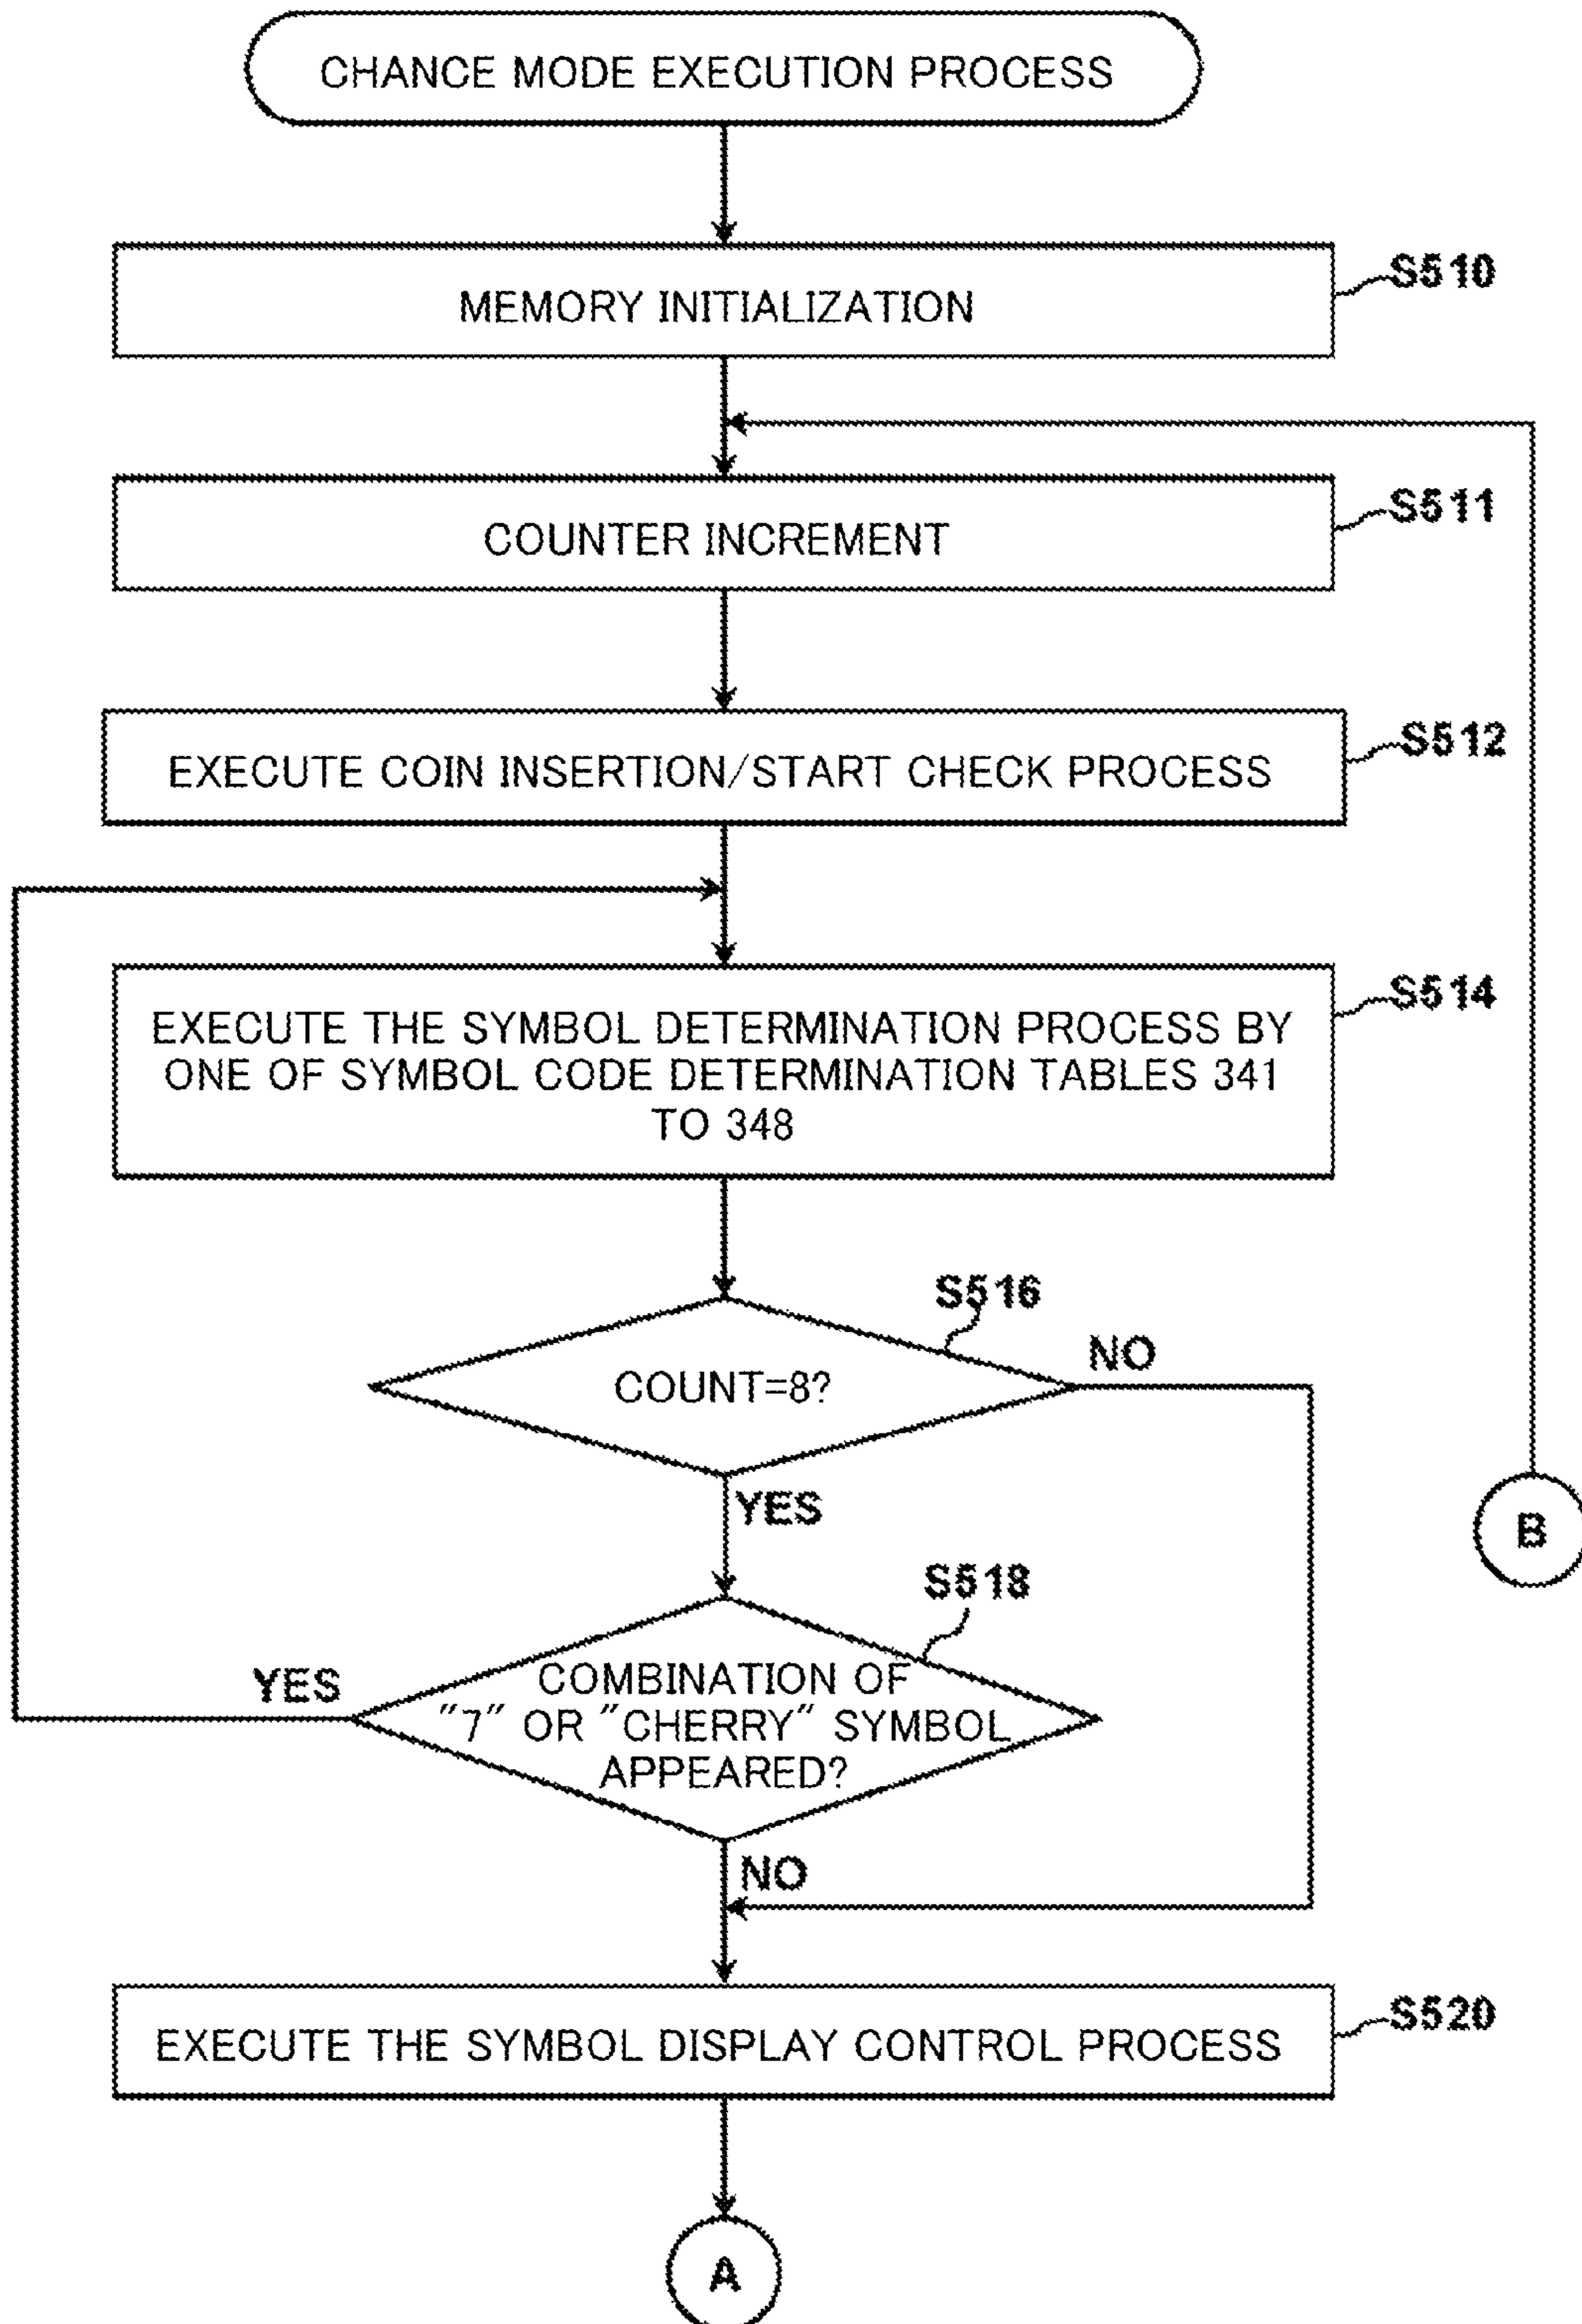 CHANCE MODE EXECUTION PROCESS
S510
MEMORY INITIALIZATION
S511
COUNTER INCREMENT
S512
EXECUTE COIN INSERTION/START CHECK PROCESS
S514
EXECUTE THE SYMBOL DETERMINATION PROCESS BY
ONE OF SYMBOL CODE DETERMINATION TABLES 341
TO 348
S516
NO
COUNT=8?
YES
B
S518
YES
COMBINATION OF
"7" OR "CHERRY" SYMBOL
APPEARED?
NO
S520
EXECUTE THE SYMBOL DISPLAY CONTROL PROCESS
A